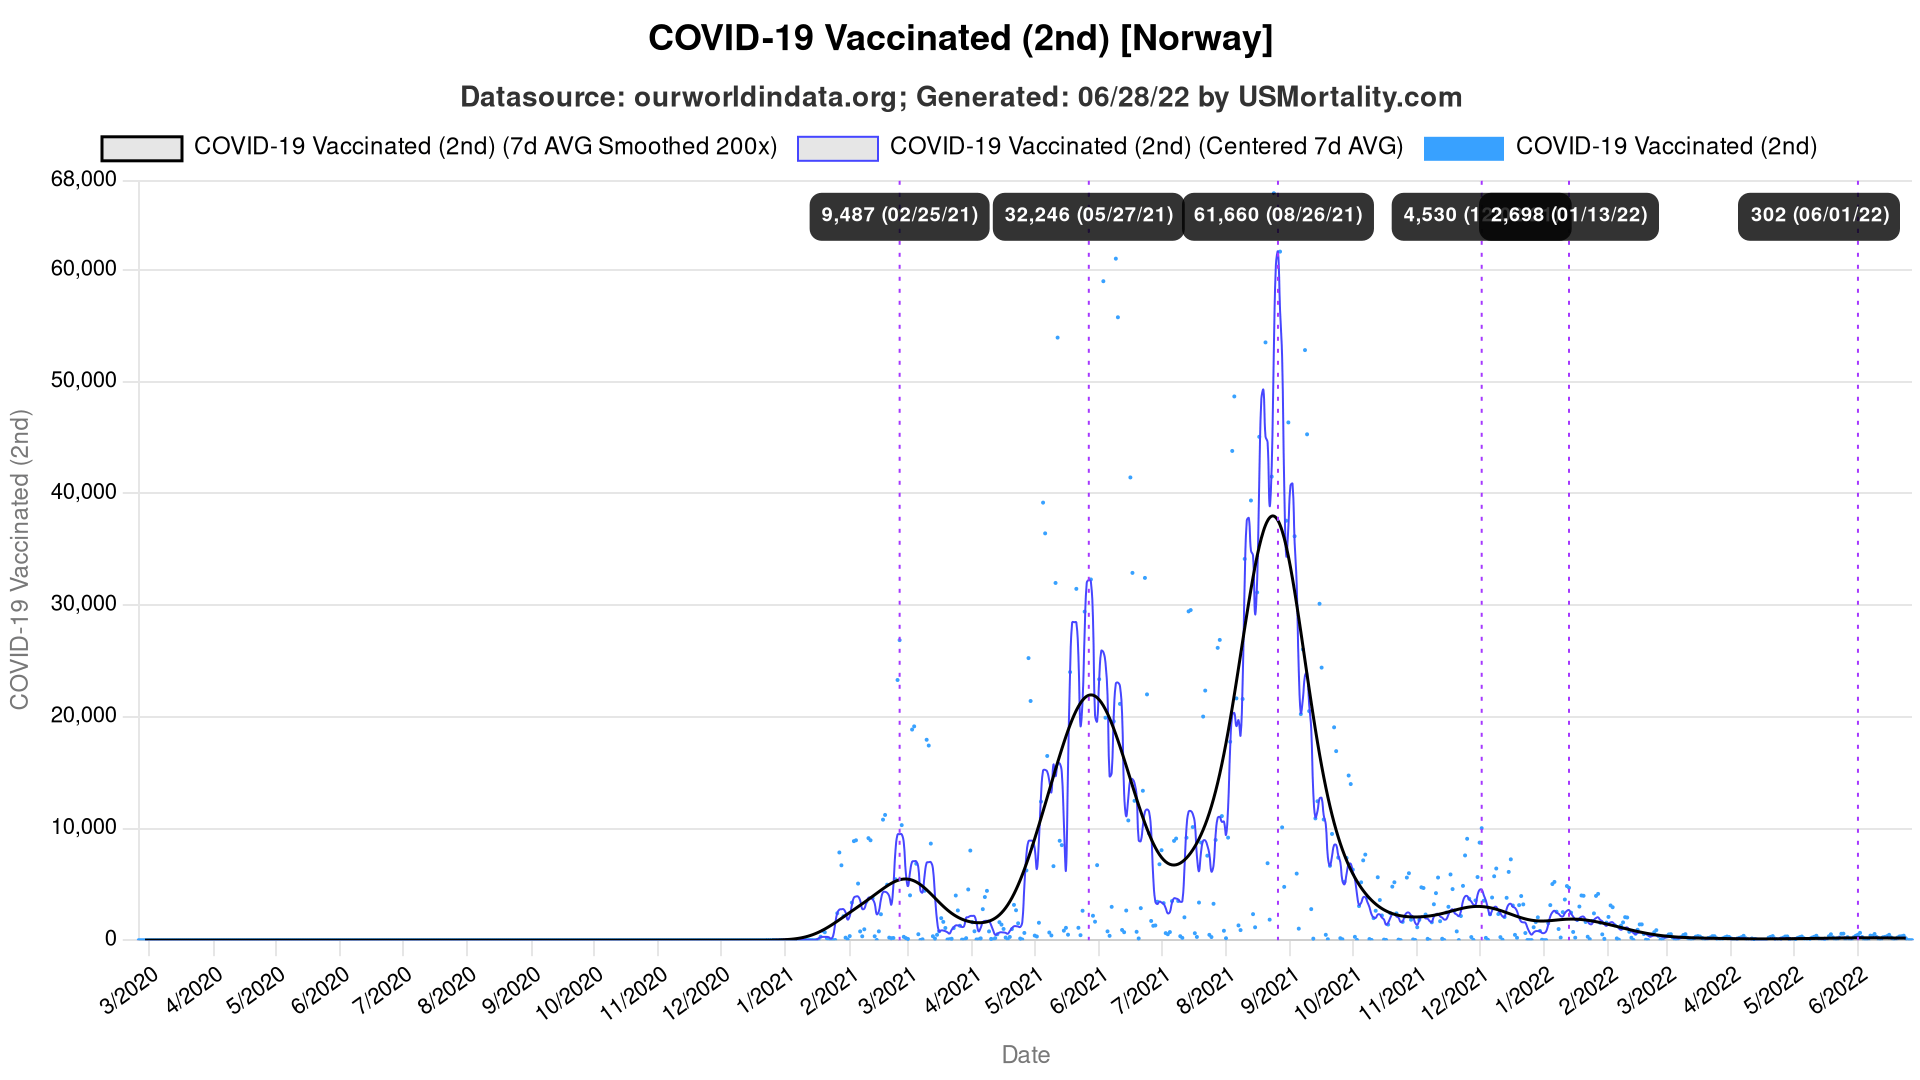 COVID-19 Vaccinated (2nd) [Norway]
Datasource: ourworldindata.org; Generated: 06/28/22 by USMortality.com
COVID-19 Vaccinated (2nd) (7d AVG Smoothed 200x) COVID-19 Vaccinated (2nd) (Centered 7d AVG) COVID-19 Vaccinated (2nd)
68,000
9,487 (02/25/21) 32,246 (05/27/21) 61,660 (08/26/21) 4,530 2,698 (01/13/22) 302 (06/01/22)
60,000
50,000
40,000
30,000
20,000
10,000
0
COVID-19 Vaccinated (2nd)
3/2020 4/2020 5/2020 6/2020 7/2020 8/2020 9/2020 10/2020 11/2020 12/2020 1/2021 2/2021 3/2021 4/2021 5/2021 6/2021 7/2021 8/2021 9/2021 10/2021 11/2021 12/2021 1/2022 2/2022 3/2022 4/2022 5/2022 6/2022
Date